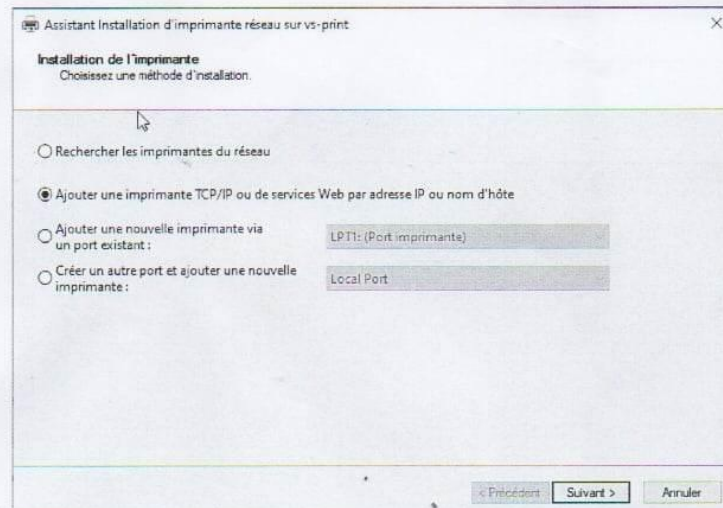 Assistant Installation d'imprimante réseau sur vs-print
Installation de l'imprimante
Choisissez une méthode d'installation.
Rechercher les imprimantes du réseau
Ajouter une imprimante TCP/IP ou de services Web par adresse IP ou nom d'hôte
Ajouter une nouvelle imprimante via
un port existant :
LPT1: (Port imprimante)
Créer un autre port et ajouter une nouvelle
imprimante :
Local Port
< Précédent
Suivant >
Annuler